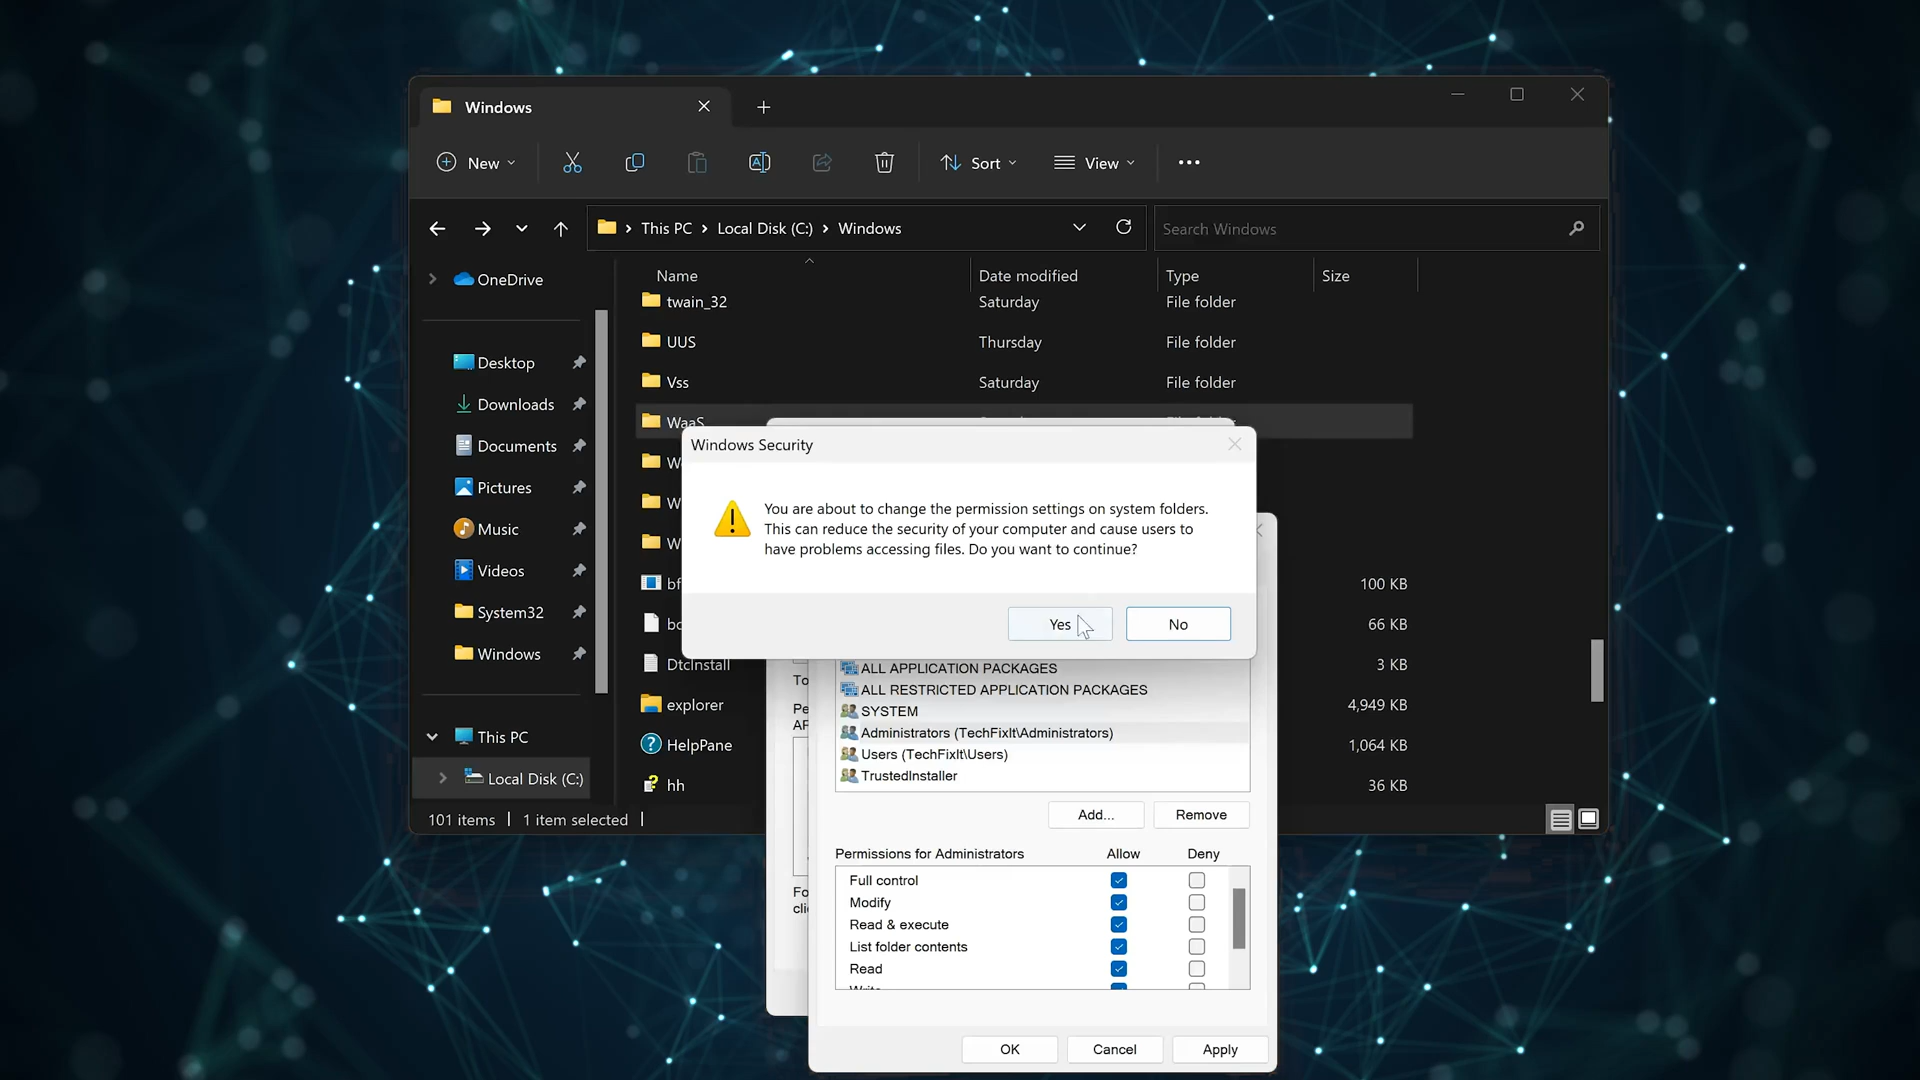 Windows
New
Sort
View
This PC
Local Disk (C:)
Windows
Search Windows
Name
Date modified
Type
Size
OneDrive
Desktop
Downloads
Documents
Pictures
Music
Videos
System32
Windows
This PC
Local Disk (C:)
twain_32
Saturday
File folder
UUS
Thursday
File folder
Vss
Saturday
File folder
WaaS
W
W
bf
100 KB
66 KB
DtcInstall
3 KB
explorer
4,949 KB
HelpPane
1,064 KB
hh
36 KB
101 items
1 item selected
Windows Security
You are about to change the permission settings on system folders.
This can reduce the security of your computer and cause users to
have problems accessing files. Do you want to continue?
Yes
No
To
Pe
AF
Fo
cli
ALL APPLICATION PACKAGES
ALL RESTRICTED APPLICATION PACKAGES
SYSTEM
Administrators (TechFixIt\Administrators)
Users (TechFixIt\Users)
TrustedInstaller
Add...
Remove
Permissions for Administrators
Allow
Deny
Full control
Modify
Read & execute
List folder contents
Read
OK
Cancel
Apply